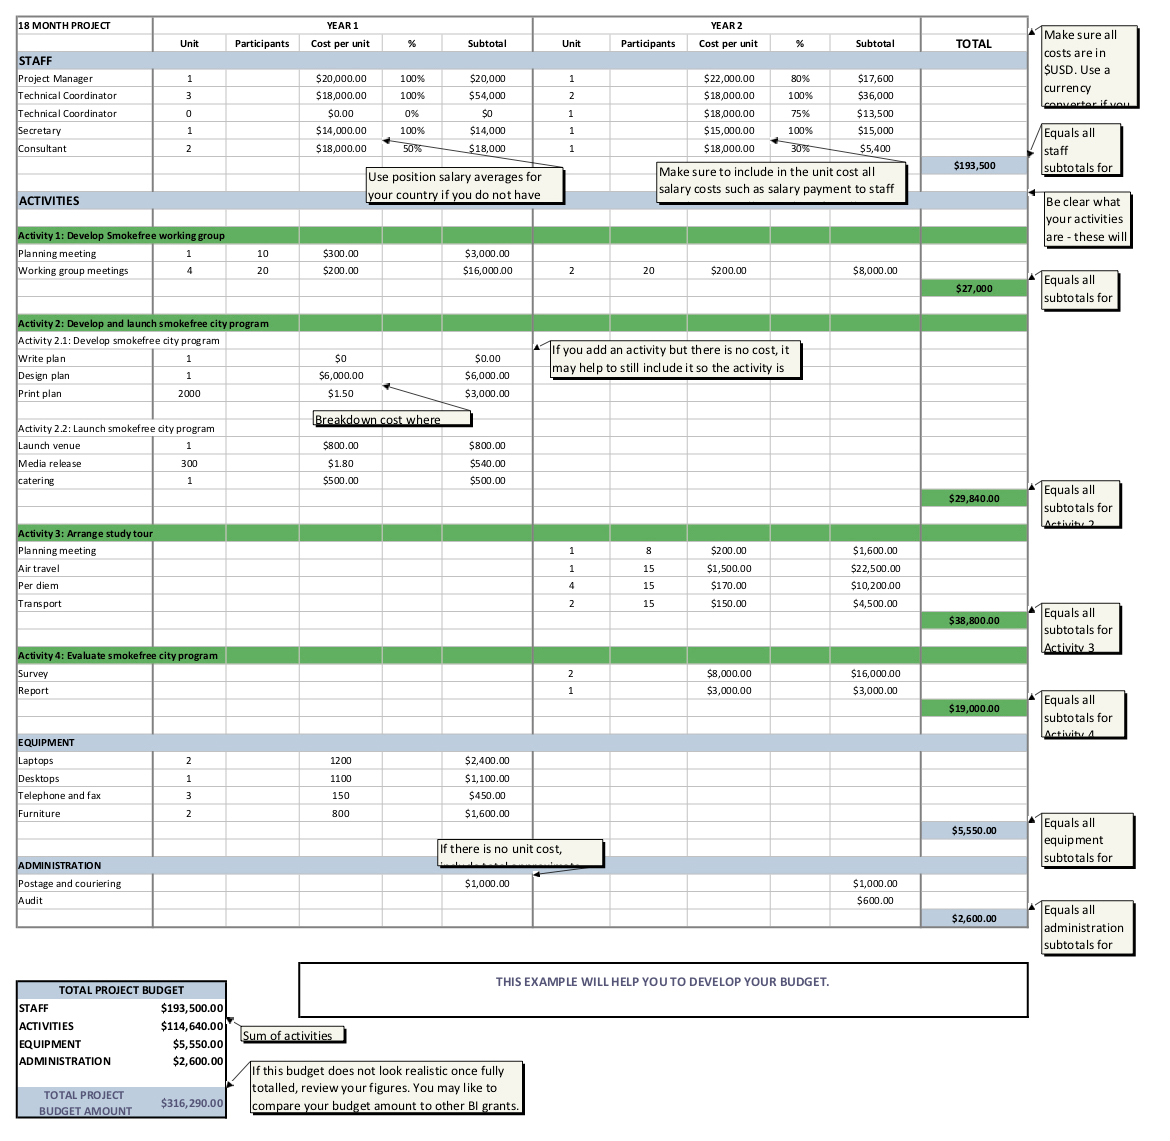 18 MONTH PROJECT YEAR 1 YEAR 2
Unit Participants Cost per unit % Subtotal Unit Participants Cost per unit % Subtotal TOTAL
STAFF
Project Manager 1 $20,000.00 100% $20,000 1 $22,000.00 80% $17,600
Technical Coordinator 3 $18,000.00 100% $54,000 2 $18,000.00 100% $36,000
Technical Coordinator 0 $0.00 0% $0 1 $18,000.00 75% $13,500
Secretary 1 $14,000.00 100% $14,000 1 $15,000.00 100% $15,000
Consultant 2 $18,000.00 50% $18,000 1 $18,000.00 30% $5,400
$193,500
Make sure all
costs are in
$USD. Use a
currency
converter if you
Equals all
staff
subtotals for
Use position salary averages for
your country if you do not have
Make sure to include in the unit cost all
salary costs such as salary payment to staff
ACTIVITIES
Be clear what
your activities
are - these will
Activity 1: Develop Smokefree working group
Planning meeting 1 10 $300.00 $3,000.00
Working group meetings 4 20 $200.00 $16,000.00 2 20 $200.00 $8,000.00
$27,000
Equals all
subtotals for
Activity 2: Develop and launch smokefree city program
Activity 2.1: Develop smokefree city program
Write plan 1 $0 $0.00
Design plan 1 $6,000.00 $6,000.00
Print plan 2000 $1.50 $3,000.00
If you add an activity but there is no cost, it
may help to still include it so the activity is
Breakdown cost where
Activity 2.2: Launch smokefree city program
Launch venue 1 $800.00 $800.00
Media release 300 $1.80 $540.00
catering 1 $500.00 $500.00
$29,840.00
Equals all
subtotals for
Activity 2
Activity 3: Arrange study tour
Planning meeting 1 8 $200.00 $1,600.00
Air travel 1 15 $1,500.00 $22,500.00
Per diem 4 15 $170.00 $10,200.00
Transport 2 15 $150.00 $4,500.00
$38,800.00
Equals all
subtotals for
Activity 3
Activity 4: Evaluate smokefree city program
Survey 2 $8,000.00 $16,000.00
Report 1 $3,000.00 $3,000.00
$19,000.00
Equals all
subtotals for
Activity 4
EQUIPMENT
Laptops 2 1200 $2,400.00
Desktops 1 1100 $1,100.00
Telephone and fax 3 150 $450.00
Furniture 2 800 $1,600.00
$5,550.00
Equals all
equipment
subtotals for
If there is no unit cost,
include total approximate
ADMINISTRATION
Postage and couriering $1,000.00 $1,000.00
Audit $600.00
$2,600.00
Equals all
administration
subtotals for
THIS EXAMPLE WILL HELP YOU TO DEVELOP YOUR BUDGET.
TOTAL PROJECT BUDGET
STAFF $193,500.00
ACTIVITIES $114,640.00
EQUIPMENT $5,550.00
ADMINISTRATION $2,600.00
TOTAL PROJECT
BUDGET AMOUNT $316,290.00
Sum of activities
If this budget does not look realistic once fully
totalled, review your figures. You may like to
compare your budget amount to other BI grants.